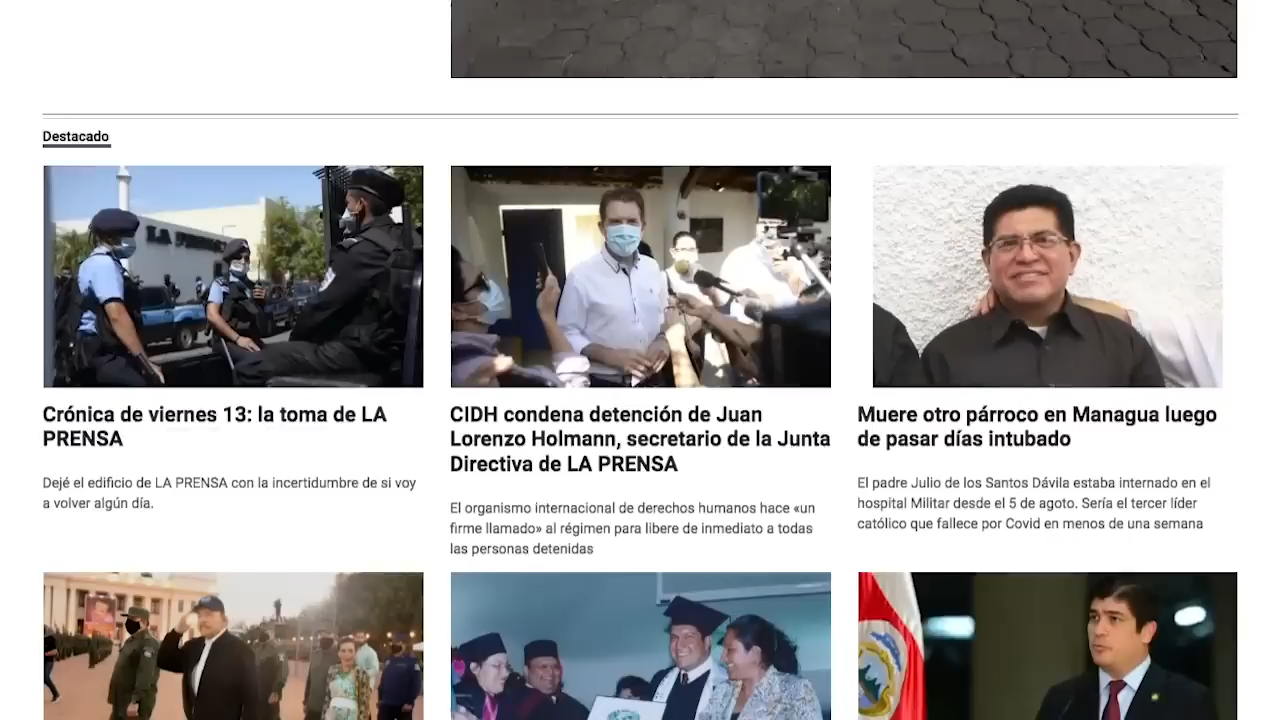 Destacado
LA PRENSA
Crónica de viernes 13: la toma de LA
PRENSA
Dejé el edificio de LA PRENSA con la incertidumbre de si voy
a volver algún día.
CIDH condena detención de Juan
Lorenzo Holmann, secretario de la Junta
Directiva de LA PRENSA
El organismo internacional de derechos humanos hace «un
firme llamado» al régimen para libere de inmediato a todas
las personas detenidas
Muere otro párroco en Managua luego
de pasar días intubado
El padre Julio de los Santos Dávila estaba internado en el
hospital Militar desde el 5 de agoto. Sería el tercer líder
católico que fallece por Covid en menos de una semana